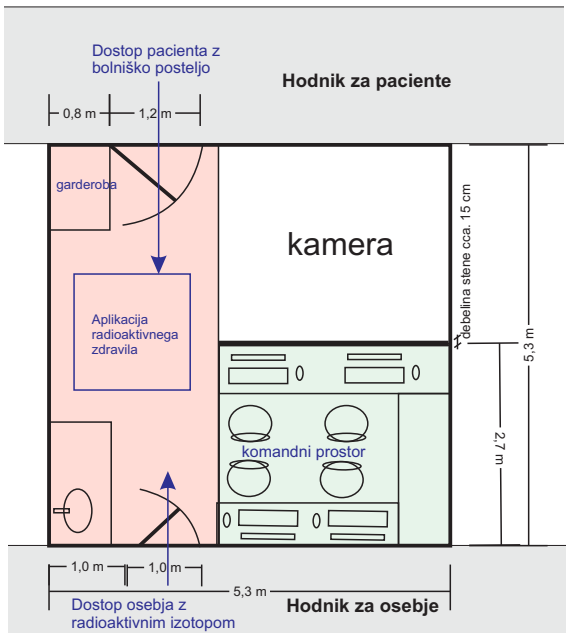 Dostop pacienta z
bolniško posteljo
Hodnik za paciente
0,8 m
1,2 m
garderoba
kamera
debelina stene cca. 15 cm
5,3 m
Aplikacija
radioaktivnega
zdravila
2,7 m
komandni prostor
1,0 m
1,0 m
5,3 m
Dostop osebja z
radioaktivnim izotopom
Hodnik za osebje